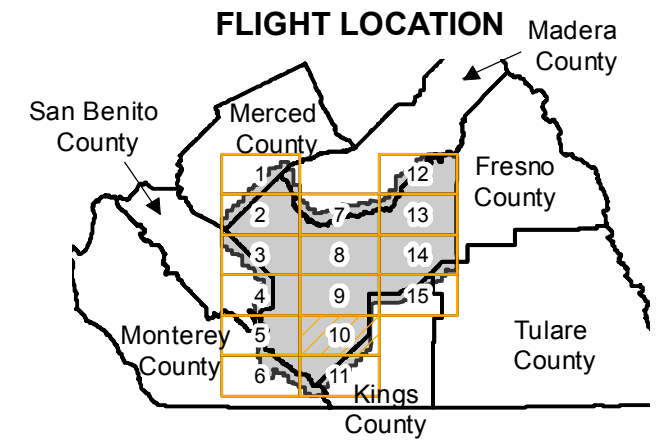 FLIGHT LOCATION
Madera
County
San Benito
County
Merced
County
Fresno
County
1
12
2
7
13
3
8
14
4
9
15
5
10
6
11
Monterey
County
Tulare
County
Kings
County